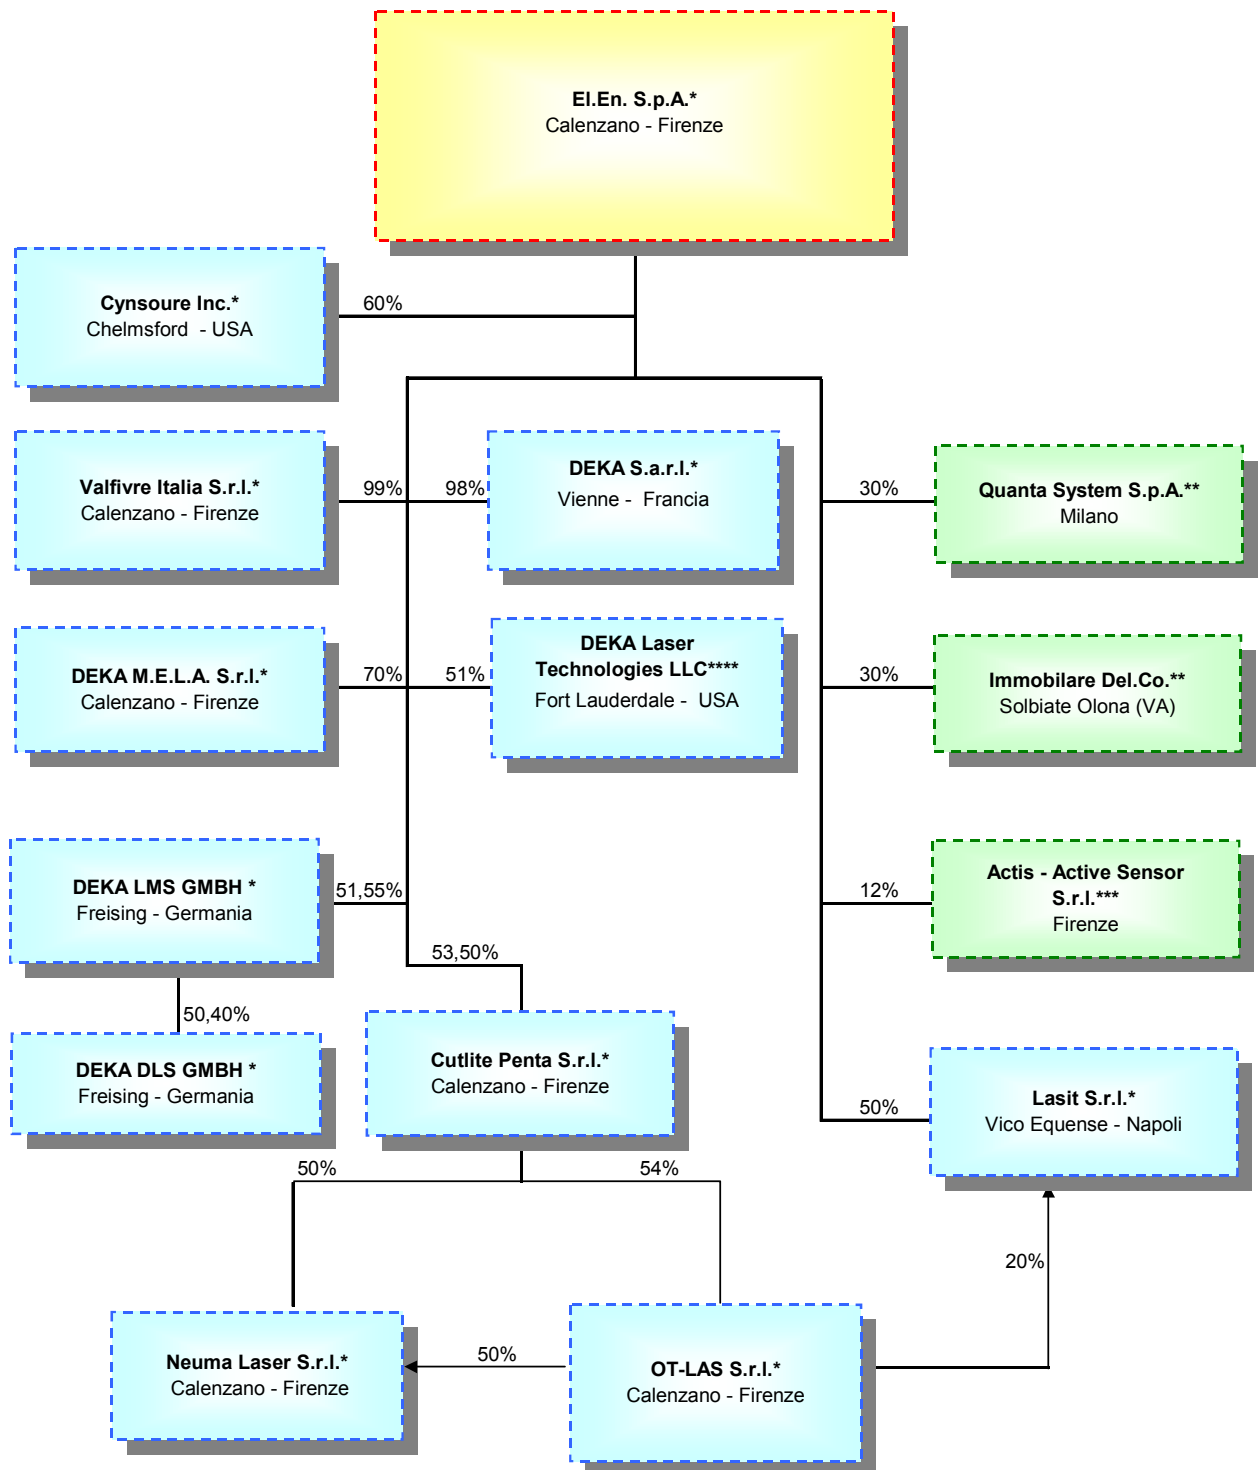 El.En. S.p.A.*
Calenzano - Firenze
Cynsoure Inc.*
Chelmsford - USA
60%
Valfivre Italia S.r.l.*
Calenzano - Firenze
99%
98%
DEKA S.a.r.l.*
Vienne - Francia
30%
Quanta System S.p.A.**
Milano
DEKA M.E.L.A. S.r.l.*
Calenzano - Firenze
70%
51%
DEKA Laser
Technologies LLC****
Fort Lauderdale - USA
30%
Immobilare Del.Co.**
Solbiate Olona (VA)
DEKA LMS GMBH *
Freising - Germania
51,55%
12%
Actis - Active Sensor
S.r.l.***
Firenze
53,50%
50,40%
DEKA DLS GMBH *
Freising - Germania
Cutlite Penta S.r.l.*
Calenzano - Firenze
50%
Lasit S.r.l.*
Vico Equense - Napoli
50%
54%
20%
Neuma Laser S.r.l.*
Calenzano - Firenze
50%
OT-LAS S.r.l.*
Calenzano - Firenze